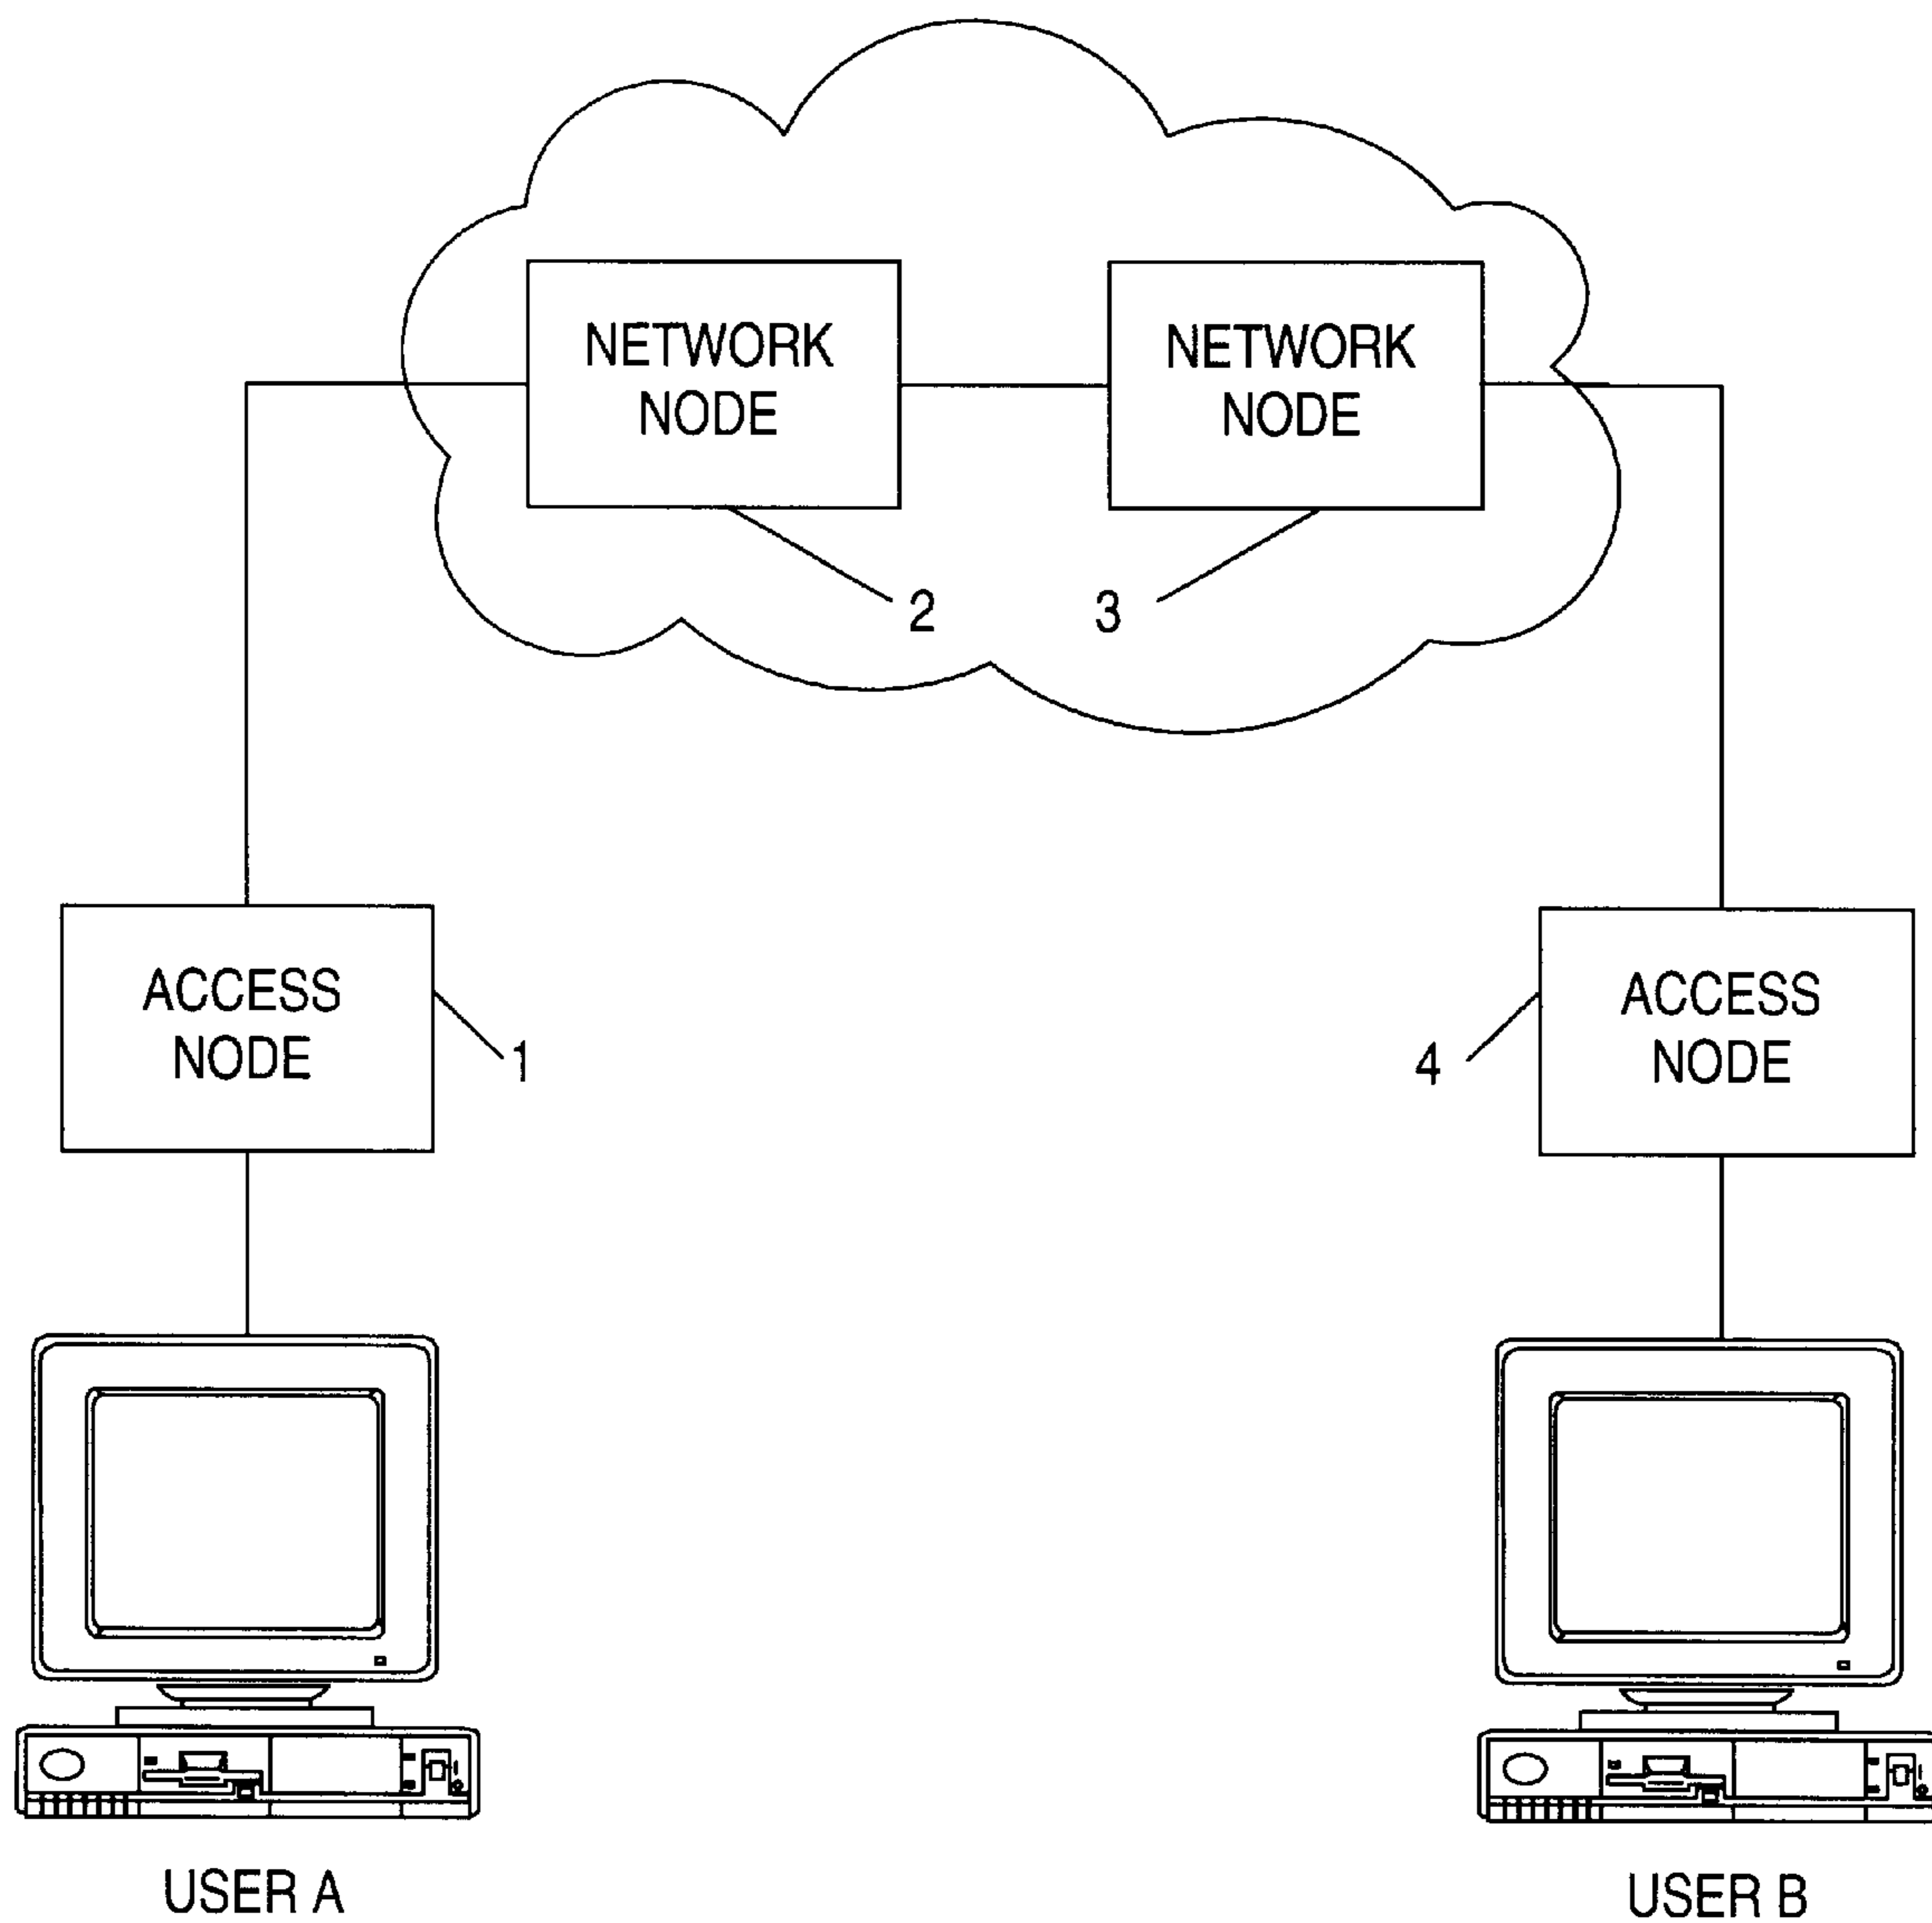 NETWORK
NODE
NETWORK
NODE
2
3
ACCESS
NODE
1
ACCESS
NODE
4
USER A
USER B